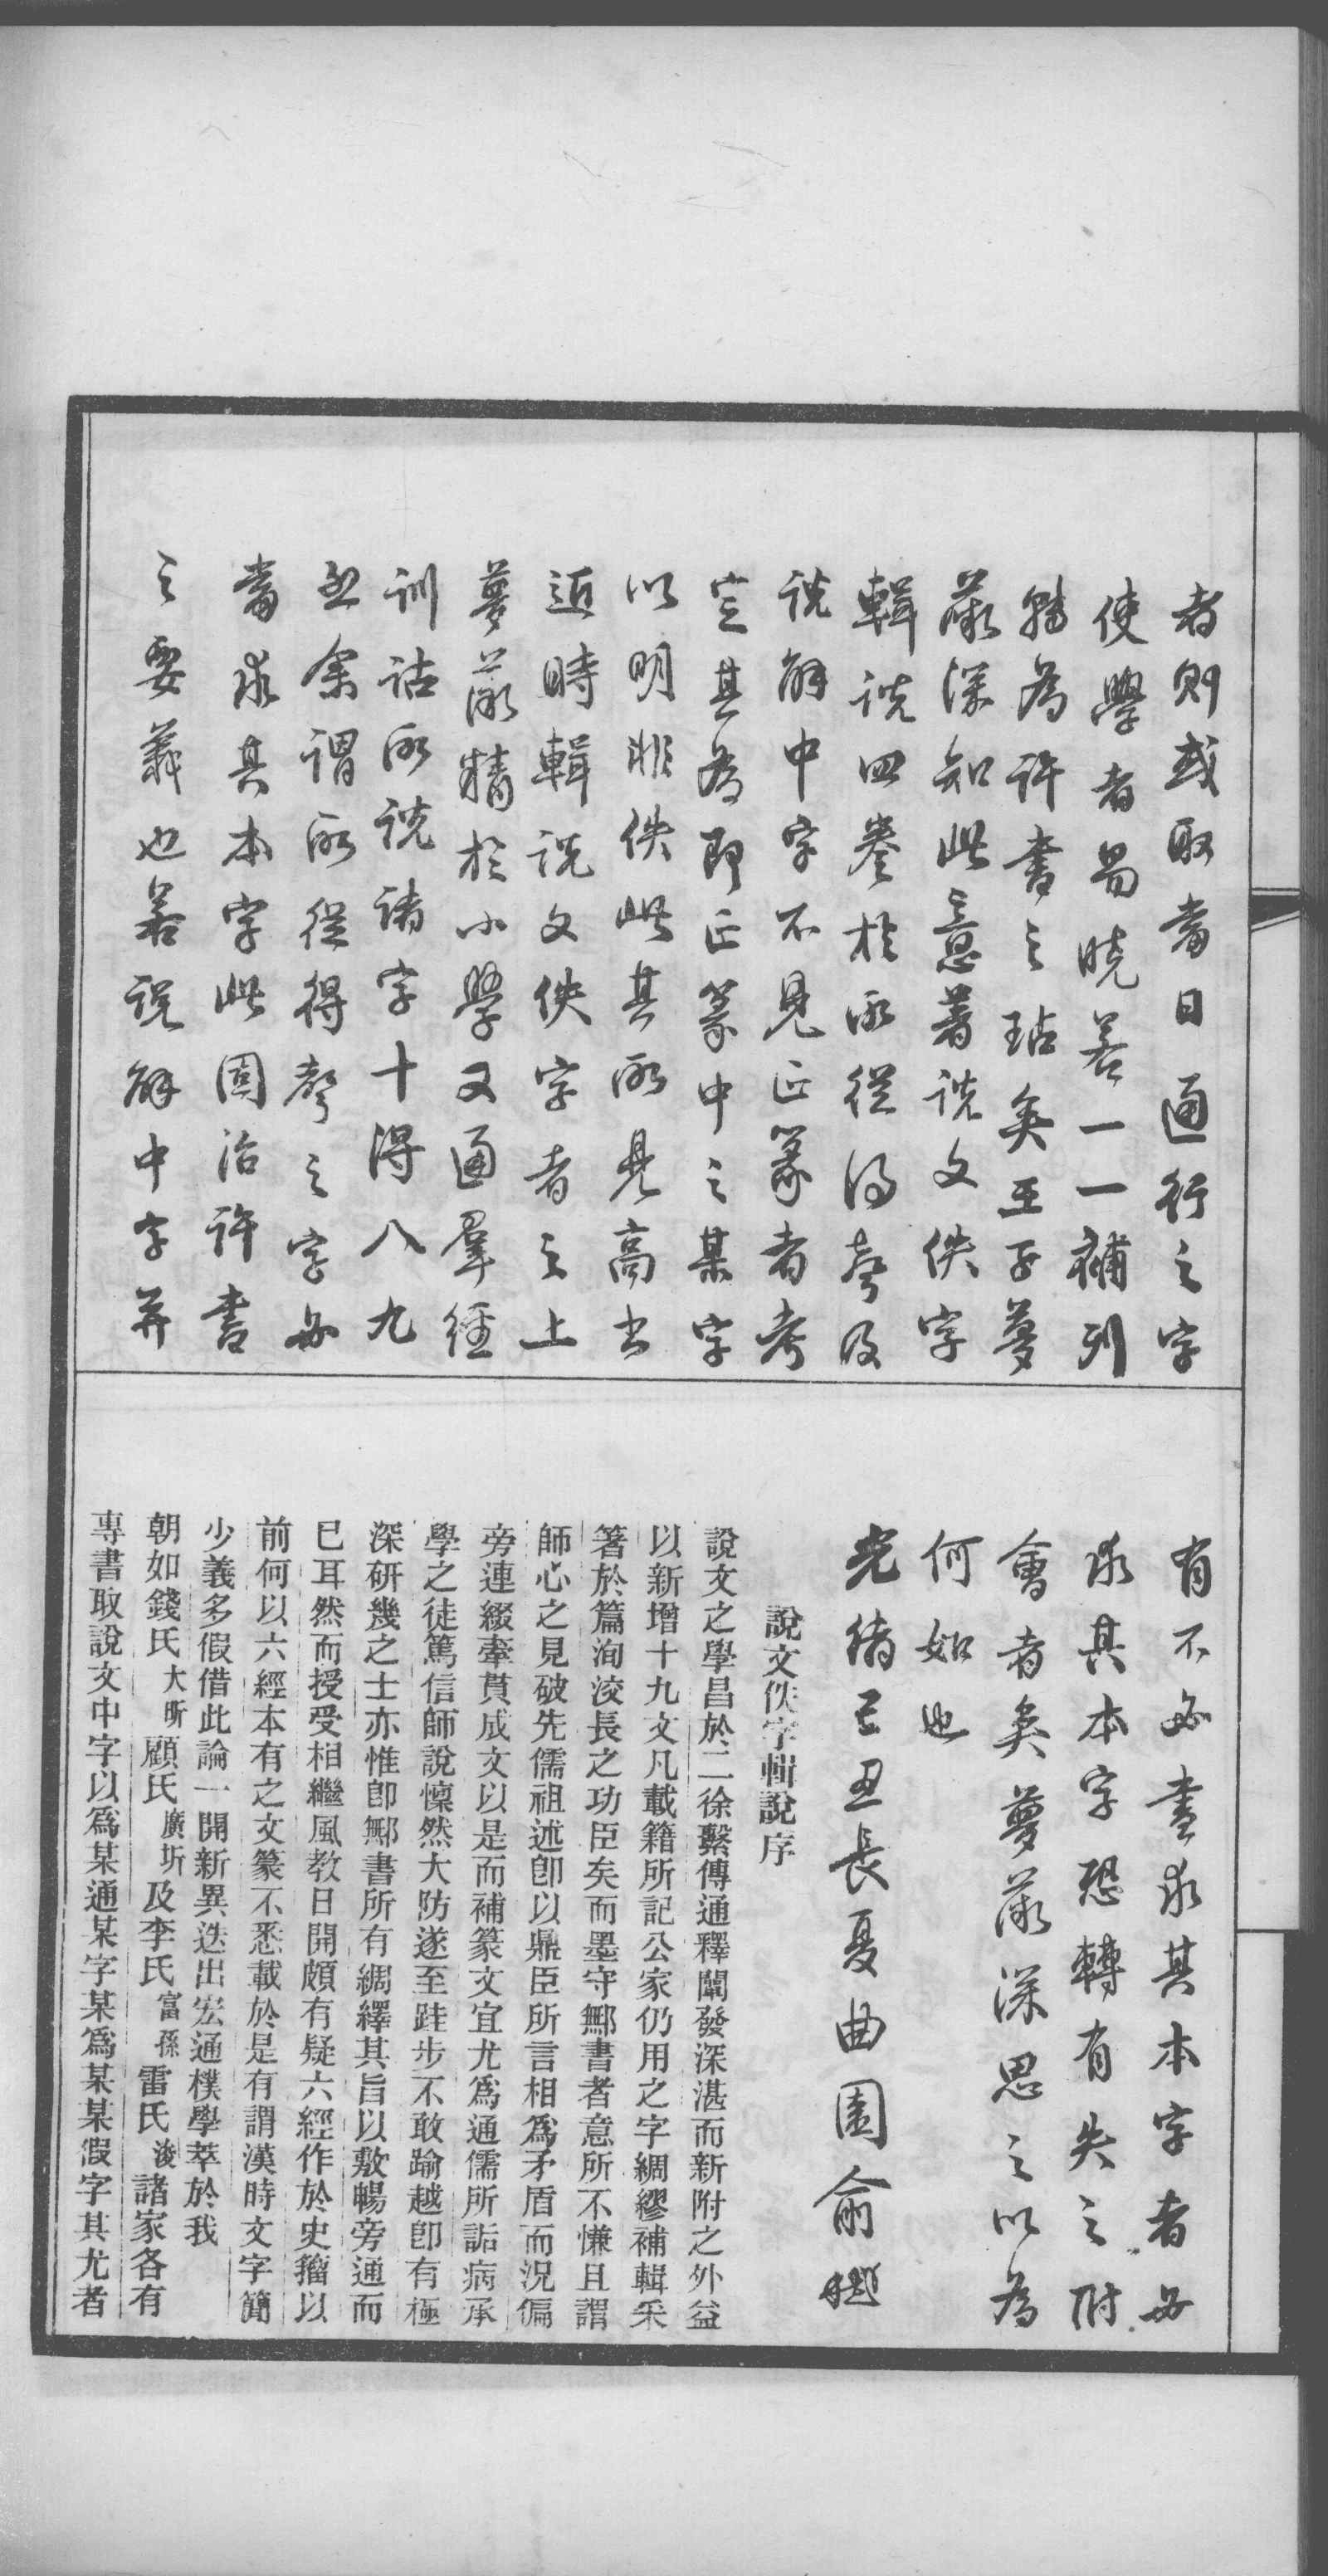 者則或取當日通行之字
使學者易曉若一一補列
轉為許書之玷矣王子夢
薇深知此意著說文佚字
輯說四卷於所從得聲及
說解中字不見正篆者考
定其為即正篆中之某字
以明非佚此其所見高出
近時輯說文佚字者之上
夢薇精於小學又通羣經
訓詁所說諸字十得八九
然余謂所從得聲之字必
當求其本字此固治許書
之要義也若說解中字並
有不必盡求其本字者必
求其本字恐轉有失之附
會者矣夢薇深思之以為
何如也
光緒己丑長夏曲園俞樾
說文佚字輯說序
說文之學昌於二徐繫傳通釋闡發深湛而新附之外益
以新增十九文凡載籍所記公家仍用之字綢繆補輯采
箸於篇洵淩長之功臣矣而墨守鄦書者意所不慊且謂
師心之見破先儒祖述卽以鼎臣所言相爲矛盾而況偏
旁連綴牽貫成文以是而補篆文宜尤爲通儒所詬病承
學之徒篤信師說懍然大防遂至跬步不敢踰越卽有極
深研幾之士亦惟卽鄦書所有綢繹其旨以敷暢旁通而
已耳然而授受相繼風教日開頗有疑六經作於史籀以
前何以六經本有之文篆不悉載於是有謂漢時文字簡
少義多假借此論一開新異迭出宏通樸學萃於我
朝如錢氏大昕顧氏廣圻及李氏富孫雷氏浚諸家各有
專書取說文中字以爲某通某字某爲某某假字其尤者